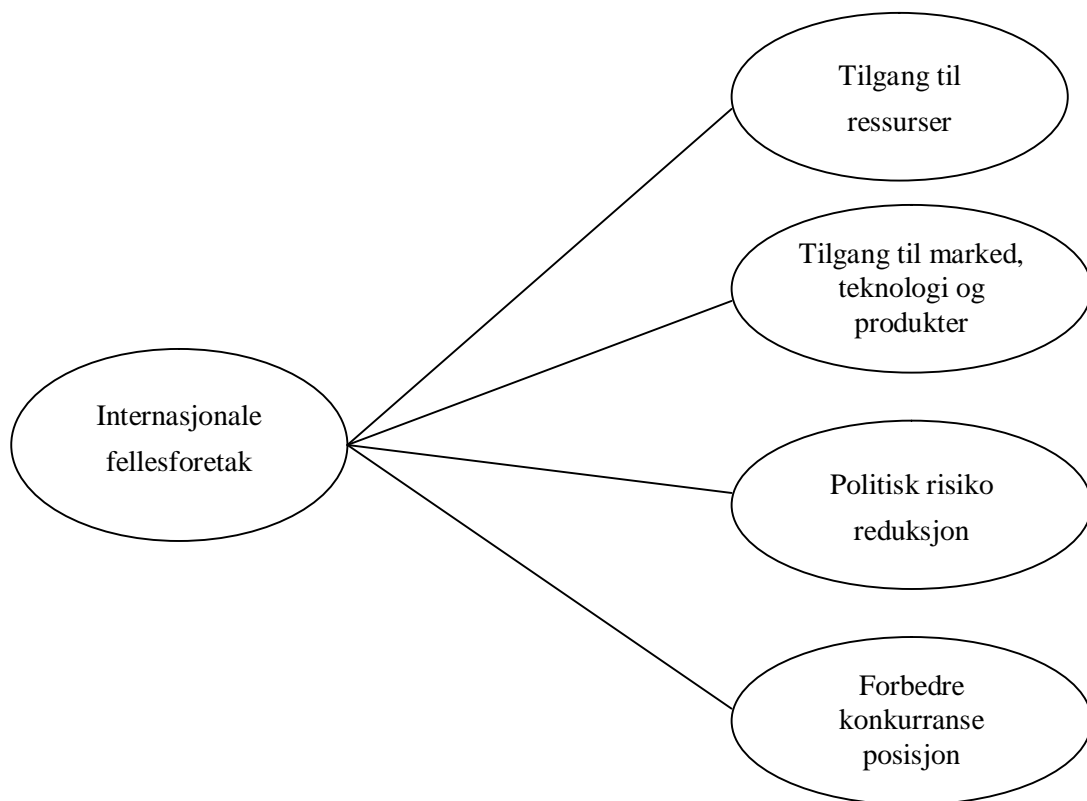 Tilgang til
ressurser
Tilgang til marked,
teknologi og
produkter
Internasjonale
fellesforetak
Politisk risiko
reduksjon
Forbedre
konkurranse
posisjon